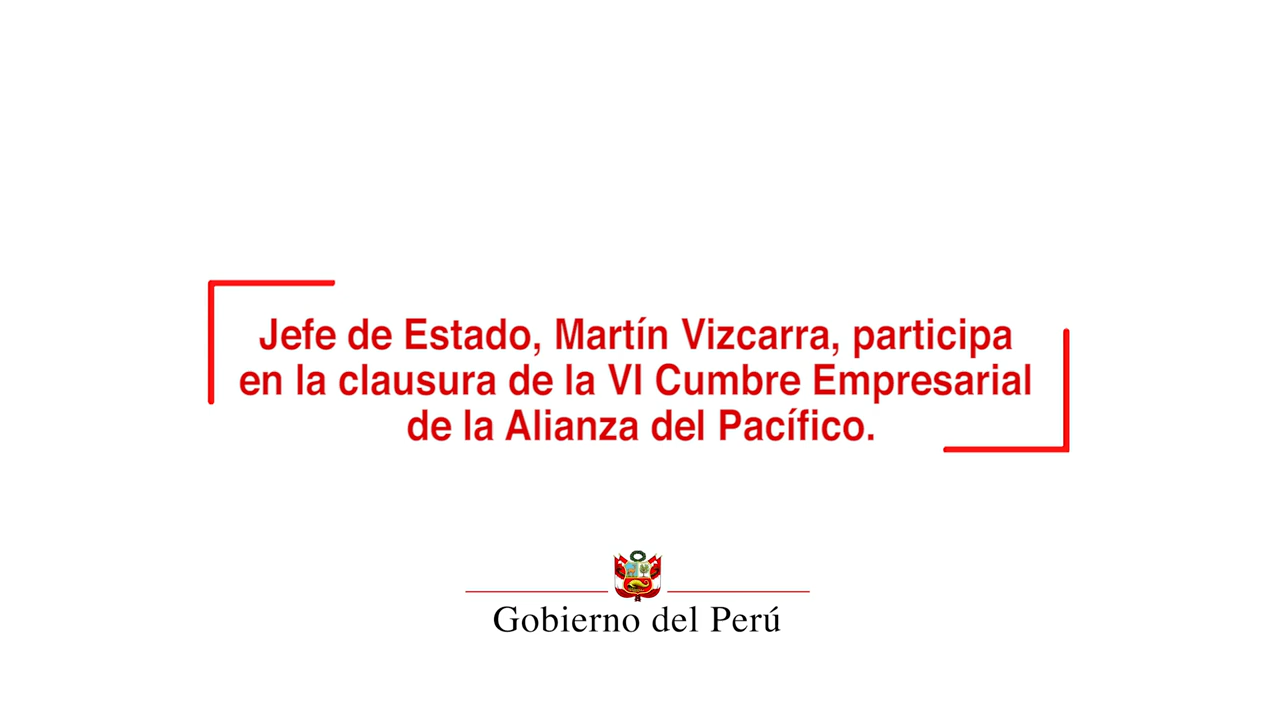 Jefe de Estado, Martín Vizcarra, participa
en la clausura de la VI Cumbre Empresarial
de la Alianza del Pacífico.
Gobierno del Perú